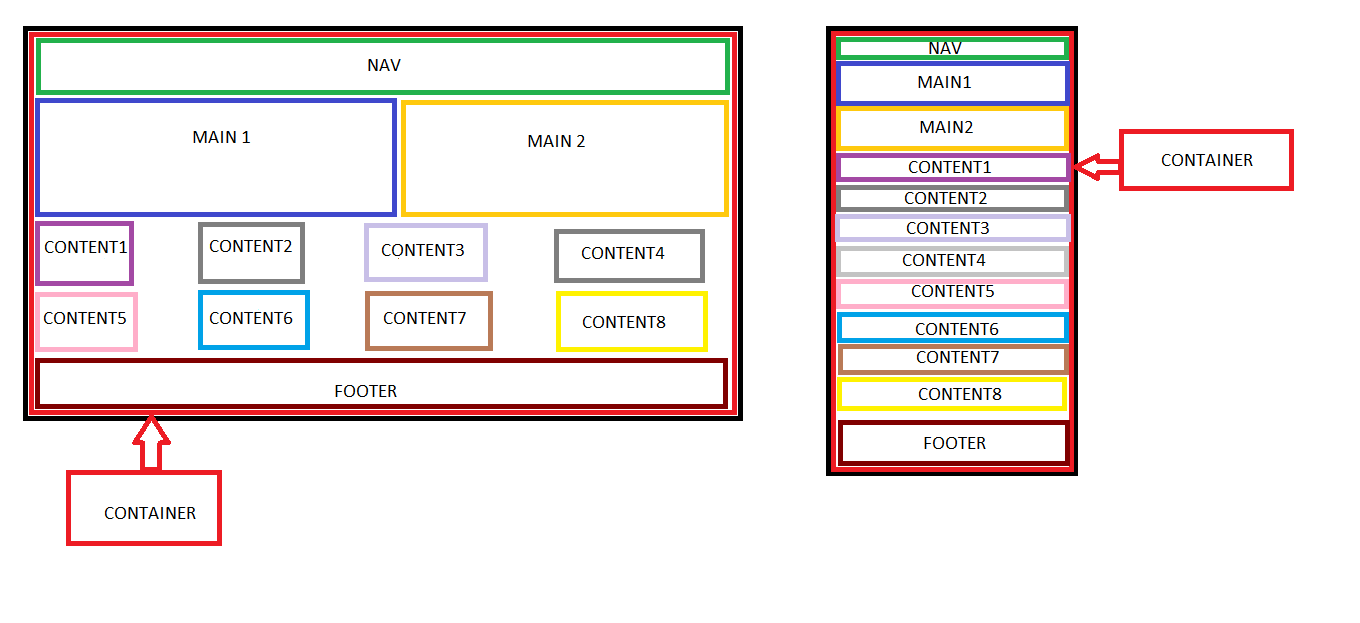 NAV
MAIN 1
MAIN 2
CONTENT1
CONTENT2
CONTENT3
CONTENT4
CONTENT5
CONTENT6
CONTENT7
CONTENT8
FOOTER
CONTAINER
NAV
MAIN1
MAIN2
CONTENT1
CONTENT2
CONTENT3
CONTENT4
CONTENT5
CONTENT6
CONTENT7
CONTENT8
FOOTER
CONTAINER